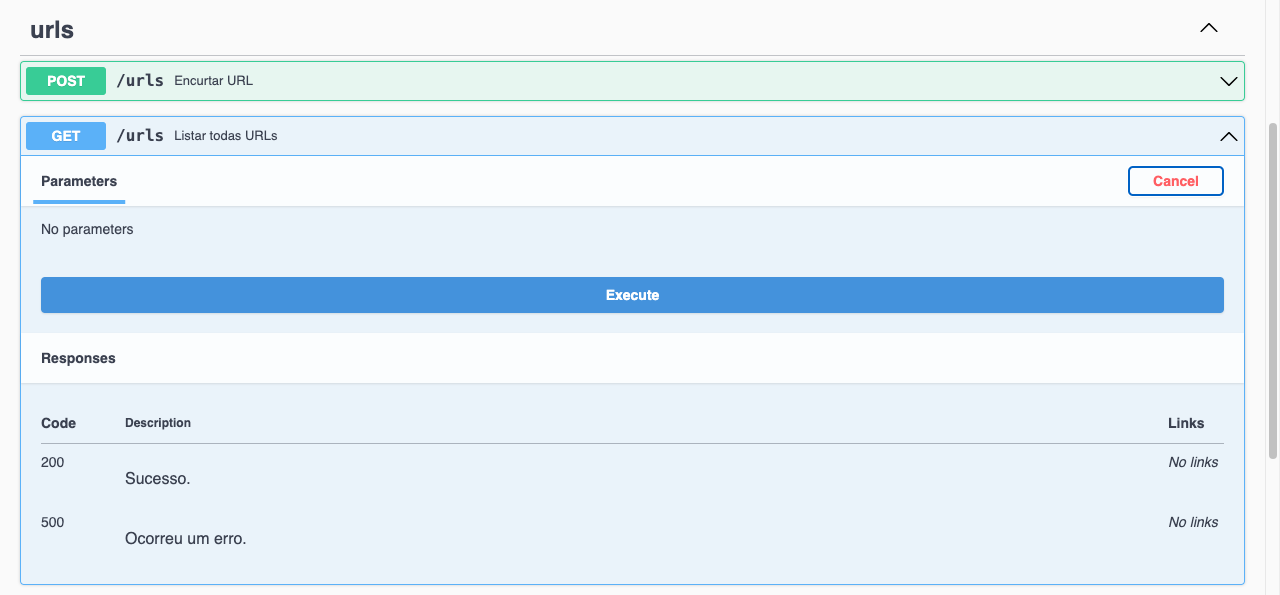 urls
POST /urls Encurtar URL
GET /urls Listar todas URLs
Parameters Cancel
No parameters
Execute
Responses
Code Description Links
200 Sucesso. No links
500 Ocorreu um erro. No links